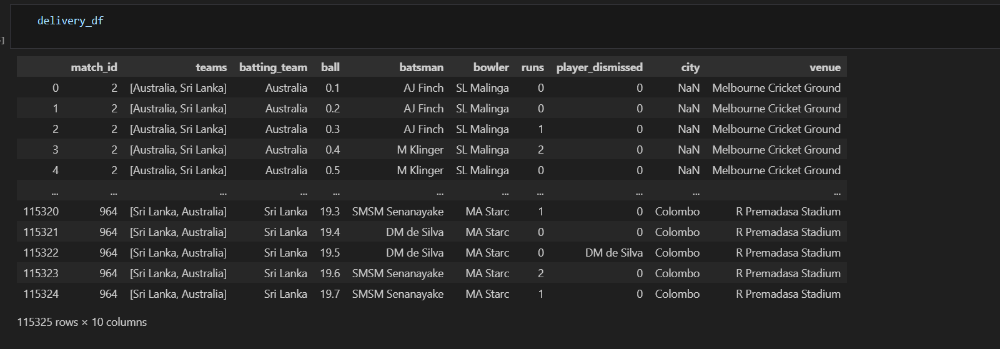 delivery_df
]
match_id teams batting_team ball batsman bowler runs player_dismissed city venue
0 2 [Australia, Sri Lanka] Australia 0.1 AJ Finch SL Malinga 0 0 NaN Melbourne Cricket Ground
1 2 [Australia, Sri Lanka] Australia 0.2 AJ Finch SL Malinga 0 0 NaN Melbourne Cricket Ground
2 2 [Australia, Sri Lanka] Australia 0.3 AJ Finch SL Malinga 1 0 NaN Melbourne Cricket Ground
3 2 [Australia, Sri Lanka] Australia 0.4 M Klinger SL Malinga 2 0 NaN Melbourne Cricket Ground
4 2 [Australia, Sri Lanka] Australia 0.5 M Klinger SL Malinga 0 0 NaN Melbourne Cricket Ground
... ... ... ... ... ... ... ... ... ... ...
115320 964 [Sri Lanka, Australia] Sri Lanka 19.3 SMSM Senanayake MA Starc 1 0 Colombo R Premadasa Stadium
115321 964 [Sri Lanka, Australia] Sri Lanka 19.4 DM de Silva MA Starc 0 0 Colombo R Premadasa Stadium
115322 964 [Sri Lanka, Australia] Sri Lanka 19.5 DM de Silva MA Starc 0 DM de Silva Colombo R Premadasa Stadium
115323 964 [Sri Lanka, Australia] Sri Lanka 19.6 SMSM Senanayake MA Starc 2 0 Colombo R Premadasa Stadium
115324 964 [Sri Lanka, Australia] Sri Lanka 19.7 SMSM Senanayake MA Starc 1 0 Colombo R Premadasa Stadium
115325 rows × 10 columns